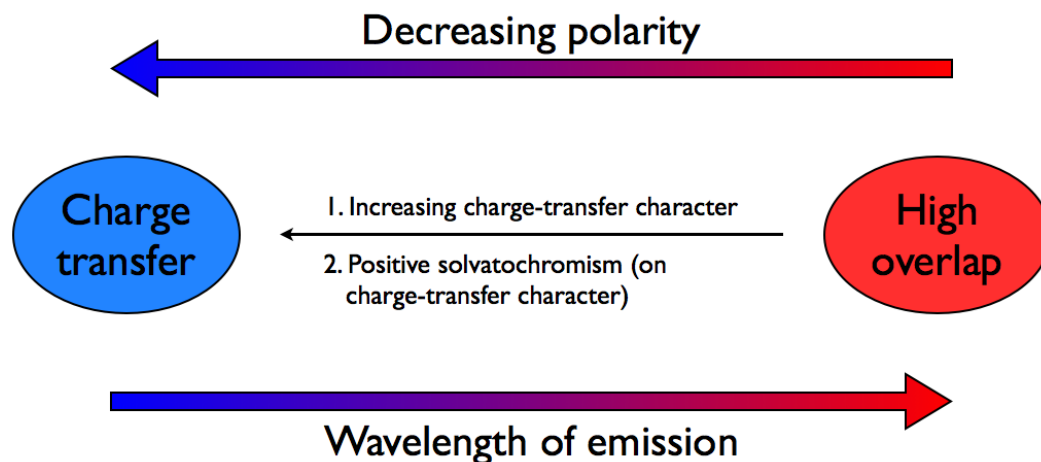 Decreasing polarity
Charge
transfer
1. Increasing charge-transfer character
2. Positive solvatochromism (on
charge-transfer character)
High
overlap
Wavelength of emission